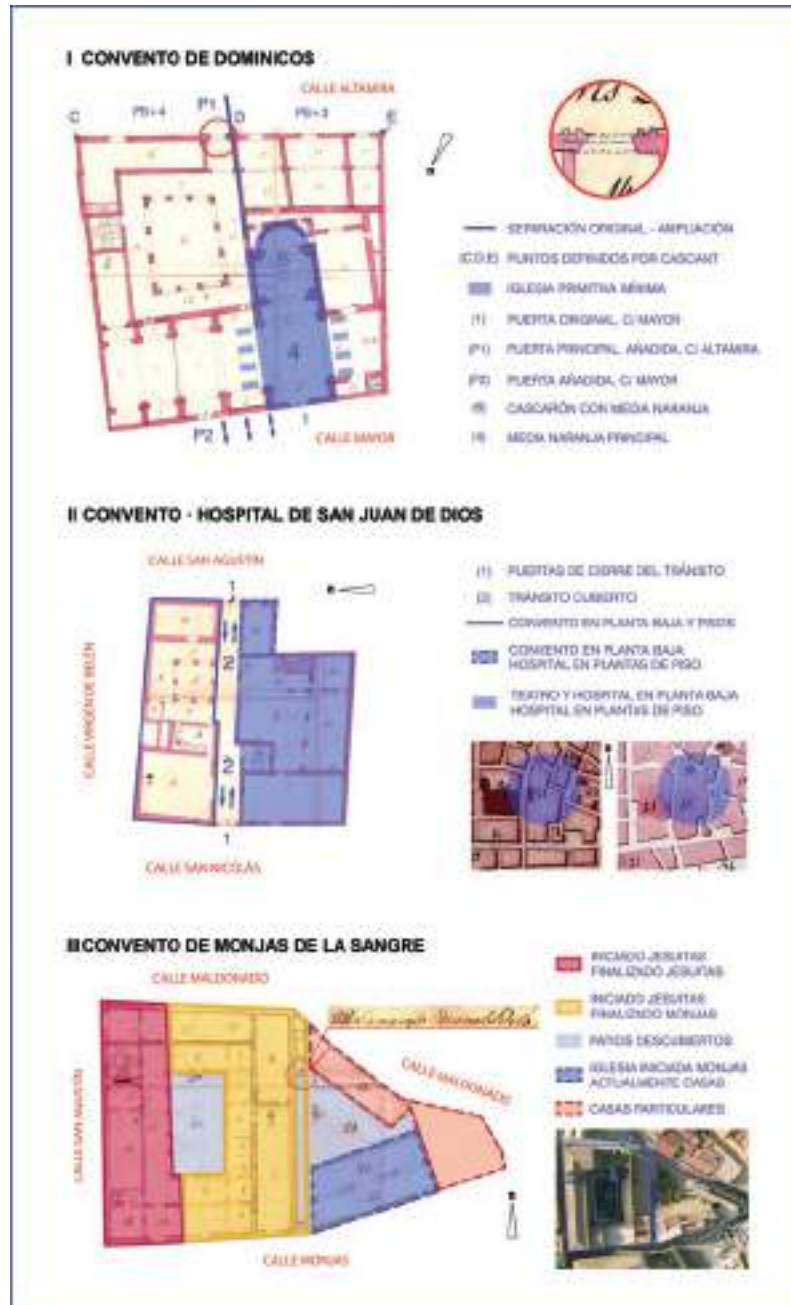 I CONVENTO DE DOMINICOS
CALLE ALTAMIRA
C
PB+4
P1
D
PB+3
E
4
P2
1
CALLE MAYOR
SEPARACIÓN ORIGINAL - AMPLIACIÓN
(C,D,E) PUNTOS DEFINIDOS POR CASCANT
IGLESIA PRIMITIVA MÍNIMA
(1) PUERTA ORIGINAL, C/ MAYOR
(P1) PUERTA PRINCIPAL, AÑADIDA, C/ ALTAMIRA
(P2) PUERTA AÑADIDA, C/ MAYOR
CASCARÓN CON MEDIA NARANJA
(4) MEDIA NARANJA PRINCIPAL
II CONVENTO - HOSPITAL DE SAN JUAN DE DIOS
CALLE SAN AGUSTÍN
1
2
CALLE VIRGEN DE BELÉN
2
1
CALLE SAN NICOLÁS
(1) PUERTAS DE CIERRE DEL TRÁNSITO
(2) TRÁNSITO CUBIERTO
CONVENTO EN PLANTA BAJA Y PISOS
CONVENTO EN PLANTA BAJA
HOSPITAL EN PLANTAS DE PISO
TEATRO Y HOSPITAL EN PLANTA BAJA
HOSPITAL EN PLANTAS DE PISO
III CONVENTO DE MONJAS DE LA SANGRE
CALLE MALDONADO
CALLE SAN AGUSTÍN
CALLE MALDONADO
CALLE MONJAS
INICIADO JESUITAS
FINALIZADO JESUITAS
INICIADO JESUITAS
FINALIZADO MONJAS
PATIOS DESCUBIERTOS
IGLESIA INICIADA MONJAS
ACTUALMENTE CASAS
CASAS PARTICULARES